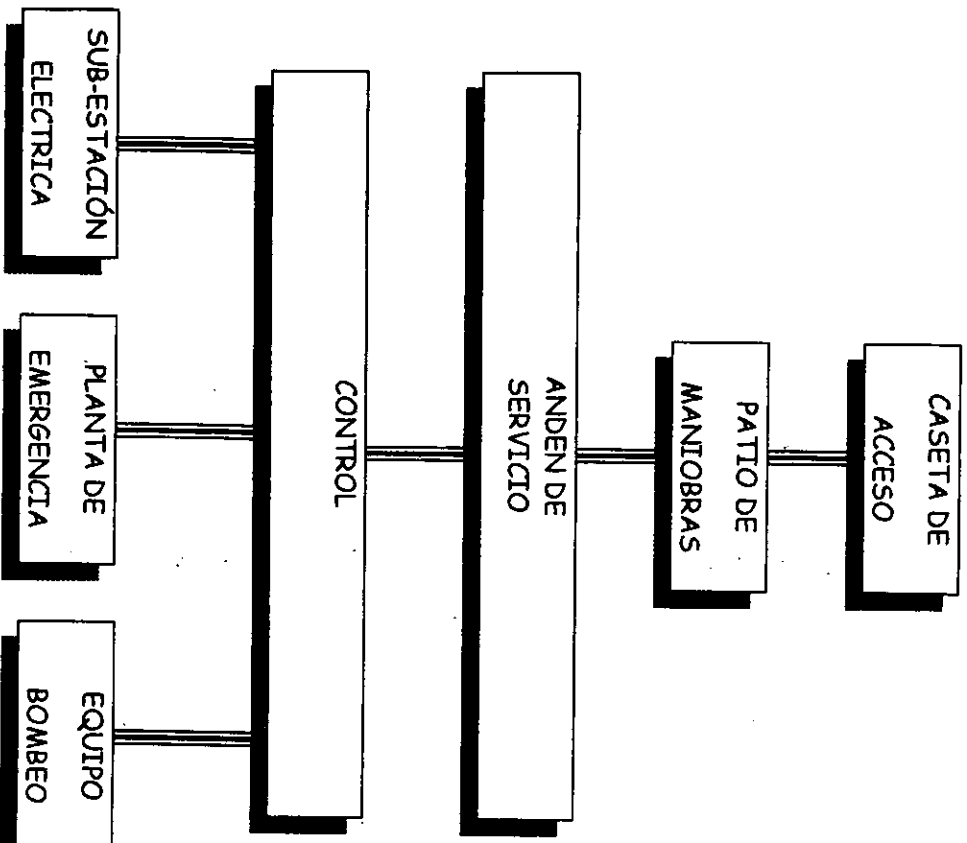 CASETA DE
ACCESO
PATIO DE
MANIOBRAS
ANDEN DE
SERVICIO
CONTROL
SUB-ESTACIÓN
ELECTRICA
PLANTA DE
EMERGENCIA
EQUIPO
BOMBEO